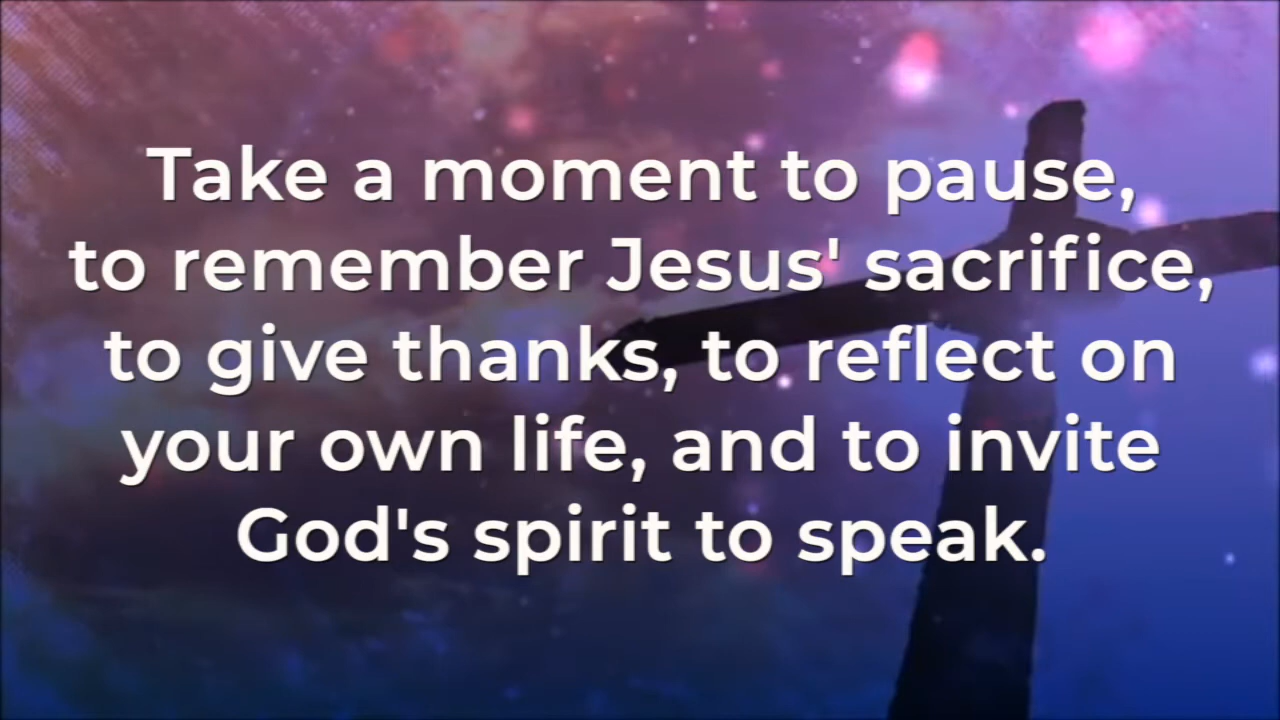 Take a moment to pause,
to remember Jesus' sacrifice,
to give thanks, to reflect on
your own life, and to invite
God's spirit to speak.